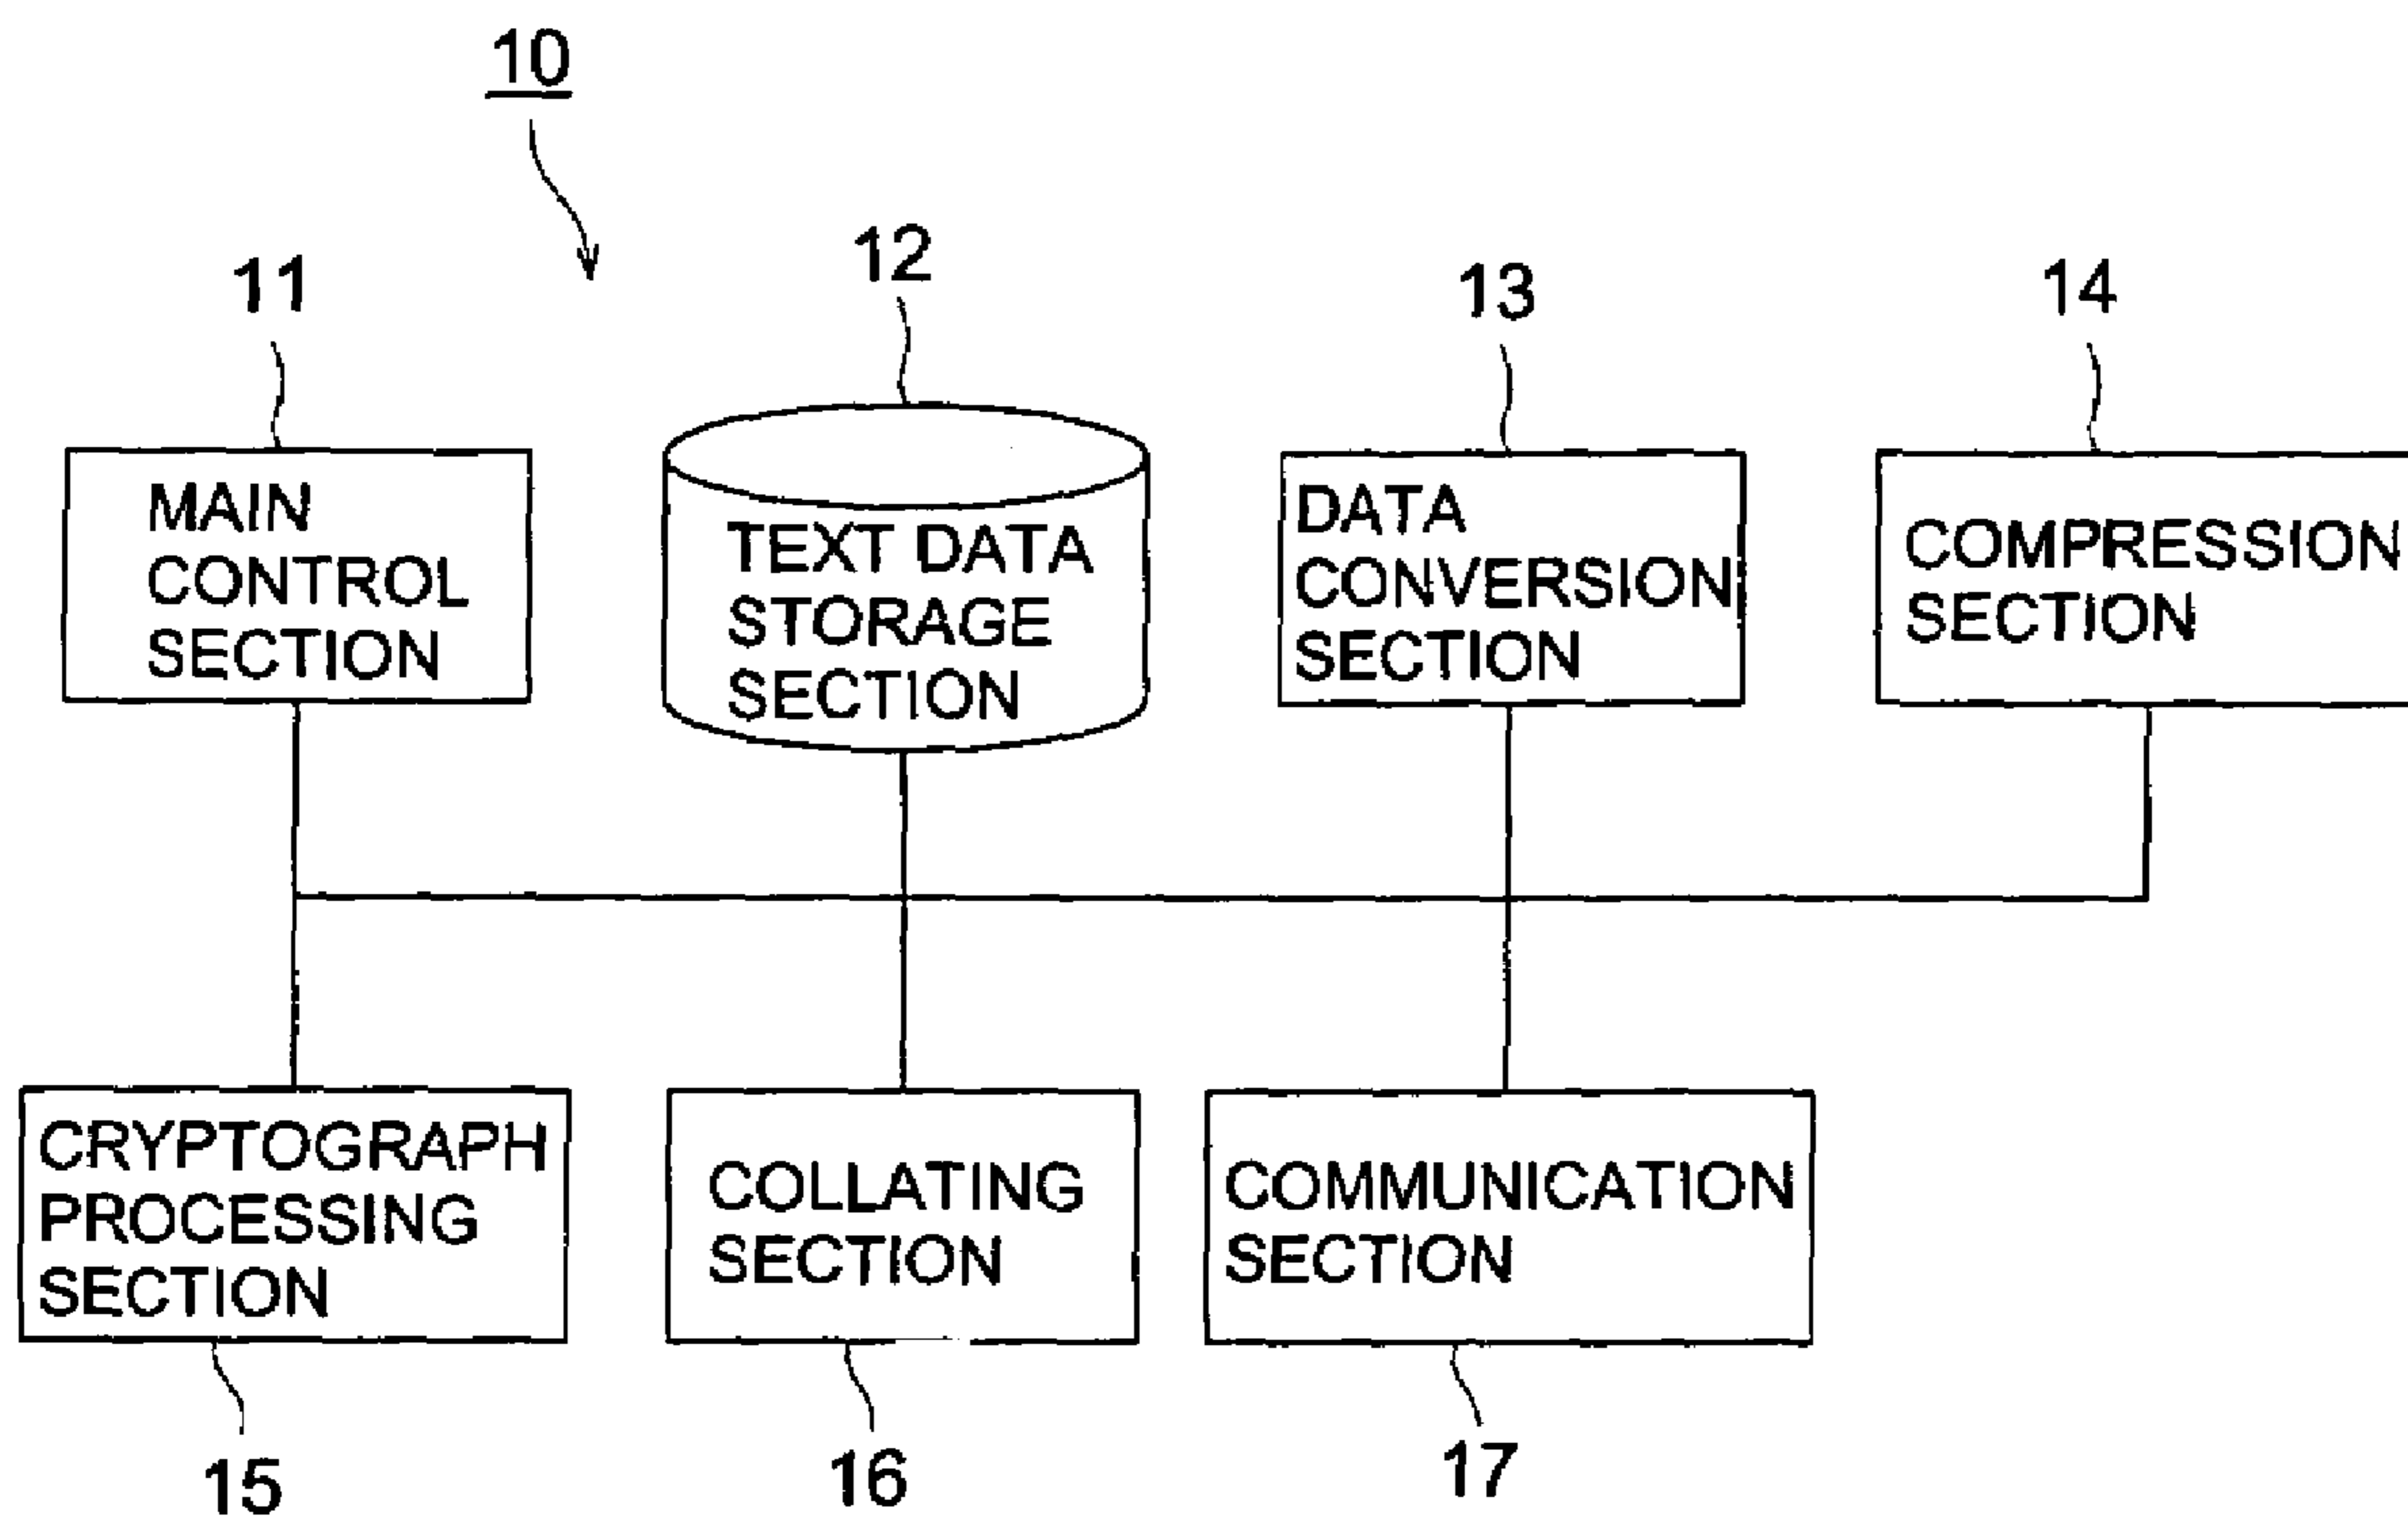 10
11
12
13
14
MAIN
CONTROL
SECTION
TEXT DATA
STORAGE
SECTION
DATA
CONVERSION
SECTION
COMPRESSION
SECTION
CRYPTOGRAPH
PROCESSING
SECTION
COLLATING
SECTION
COMMUNICATION
SECTION
15
16
17